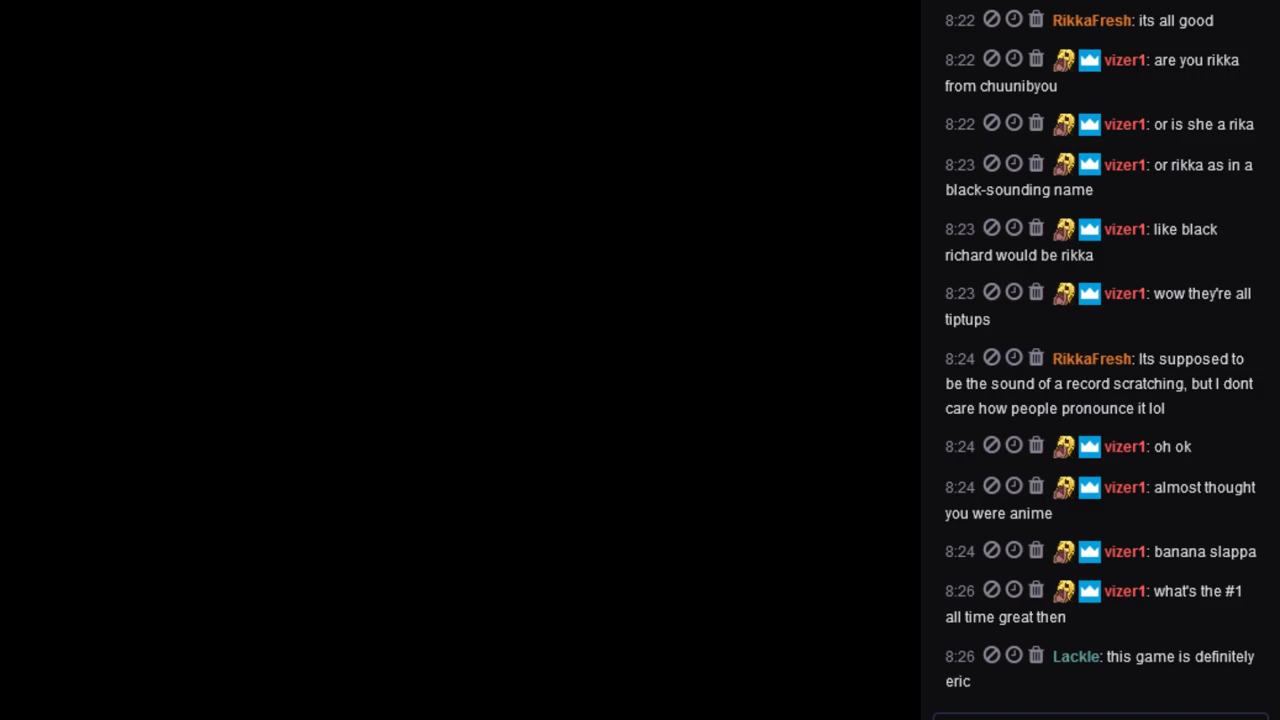 8:22 RikkaFresh: its all good
8:22 vizer1: are you rikka
from chuunibyou
8:22 vizer1: or is she a rika
8:23 vizer1: or rikka as in a
black-sounding name
8:23 vizer1: like black
richard would be rikka
8:23 vizer1: wow they're all
tiptups
8:24 RikkaFresh: Its supposed to
be the sound of a record scratching, but I dont
care how people pronounce it lol
8:24 vizer1: oh ok
8:24 vizer1: almost thought
you were anime
8:24 vizer1: banana slappa
8:26 vizer1: what's the #1
all time great then
8:26 Lackle: this game is definitely
eric